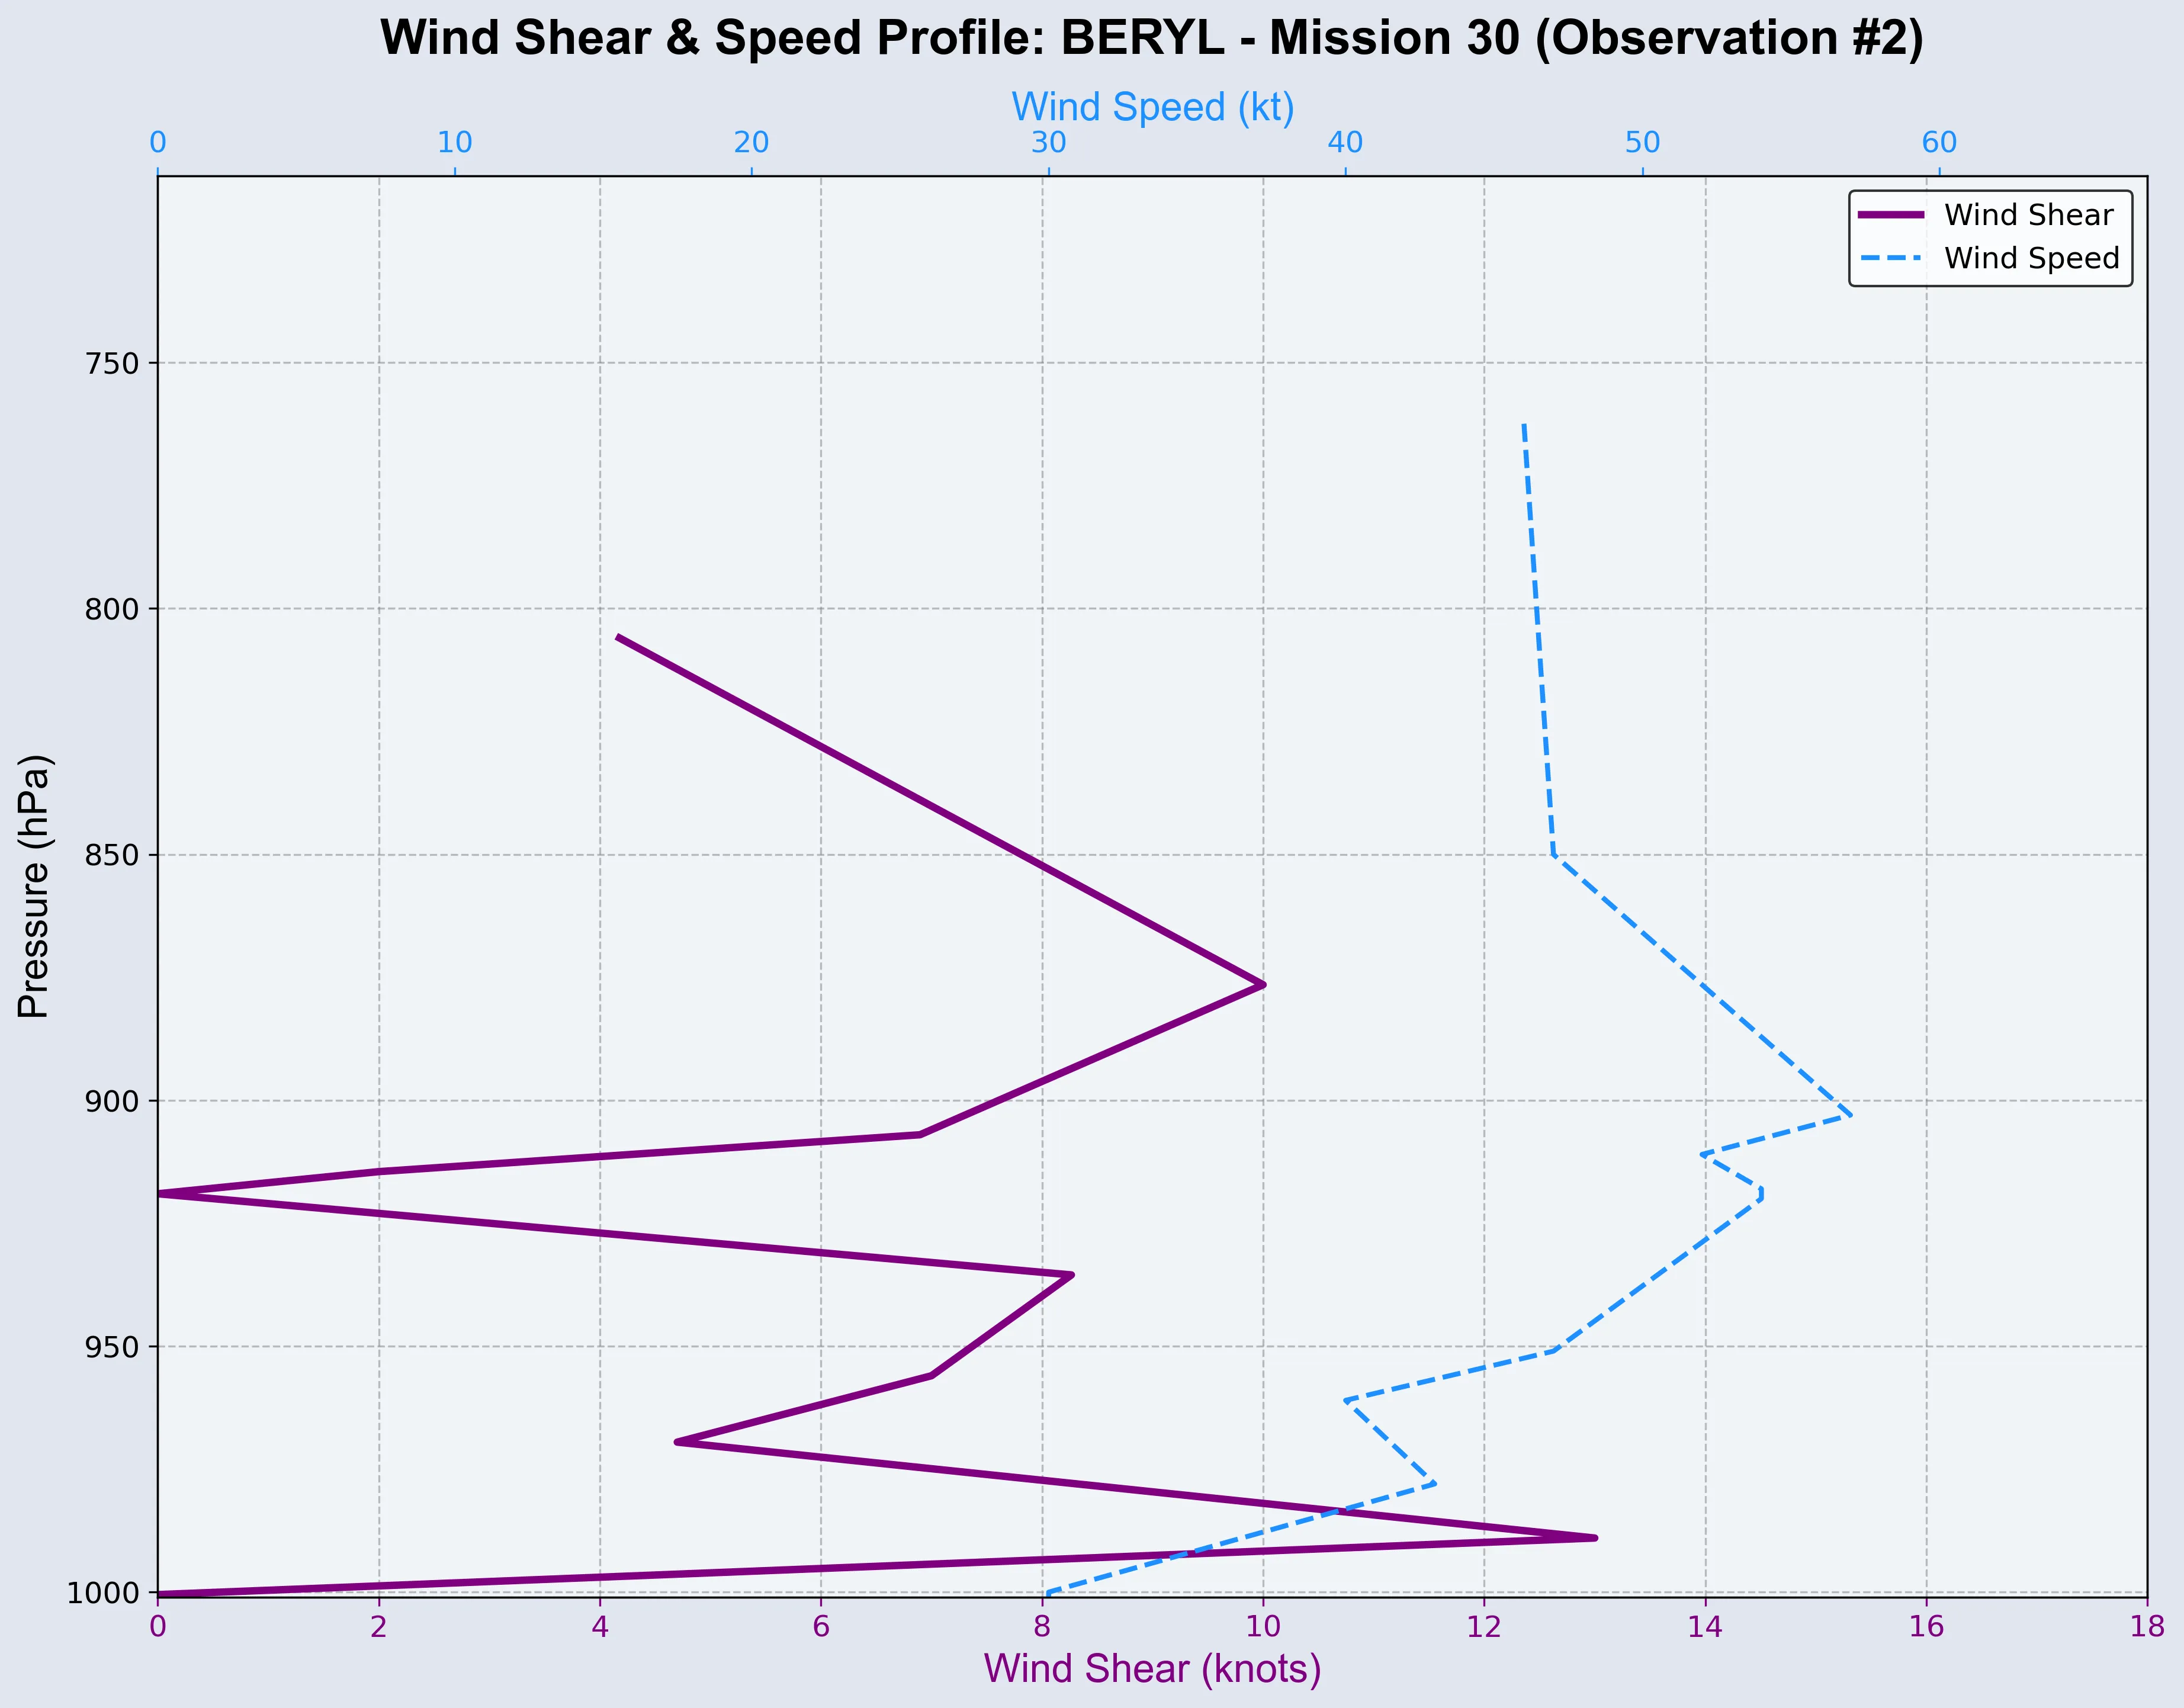 Wind Shear & Speed Profile: BERYL - Mission 30 (Observation #2)
Wind Speed (kt)
0 10 20 30 40 50 60
Wind Shear
Wind Speed
750
800
850
900
950
1000
Pressure (hPa)
0 2 4 6 8 10 12 14 16 18
Wind Shear (knots)